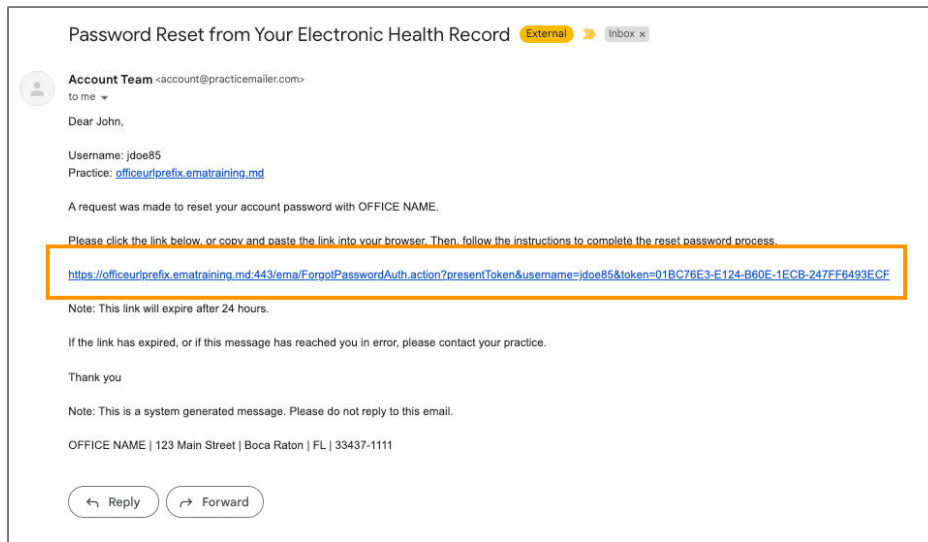 Password Reset from Your Electronic Health Record External Inbox x
Account Team <account@practicemailer.com>
to me
Dear John,
Username: jdoe85
Practice: officeurlprefix.ematraining.md
A request was made to reset your account password with OFFICE NAME.
Please click the link below, or copy and paste the link into your browser. Then, follow the instructions to complete the reset password process.
https://officeurlprefix.ematraining.md:443/ema/ForgotPasswordAuth.action?presentToken&username=jdoe85&token=01BC76E3-E124-B60E-1ECB-247FF6493ECF
Note: This link will expire after 24 hours.
If the link has expired, or if this message has reached you in error, please contact your practice.
Thank you
Note: This is a system generated message. Please do not reply to this email.
OFFICE NAME | 123 Main Street | Boca Raton | FL | 33437-1111
Reply Forward